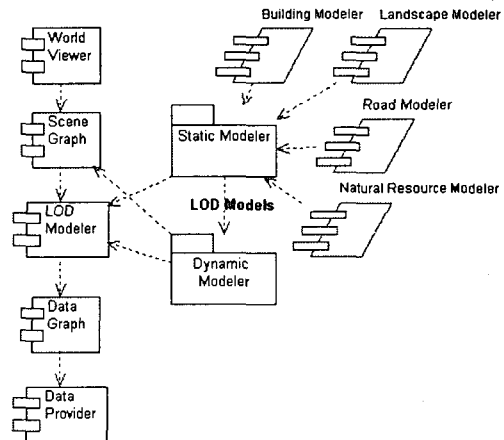 Building Modeler
Landscape Modeler
World
Viewer
Scene
Graph
Static Modeler
Road Modeler
Natural Resource Modeler
LOD Models
LOD
Modeler
Dynamic
Modeler
Data
Graph
Data
Provider